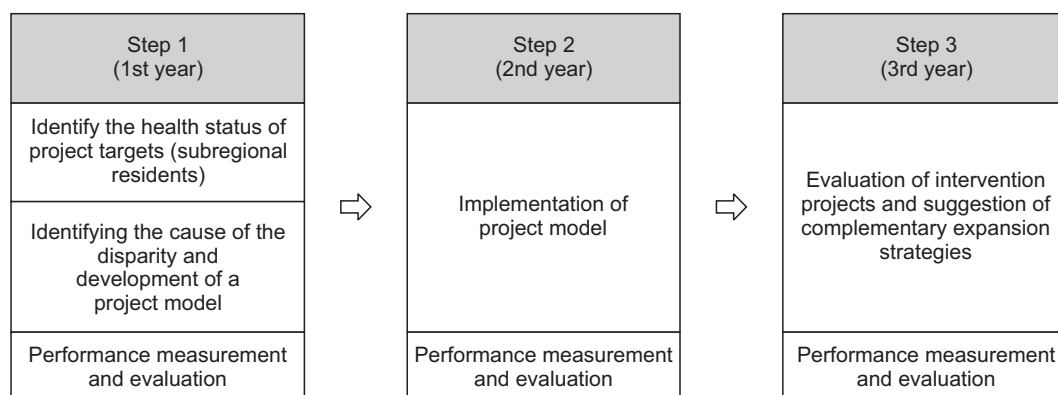 Step 1
(1st year)
Identify the health status of
project targets (subregional
residents)
Identifying the cause of the
disparity and
development of a
project model
Performance measurement
and evaluation
Step 2
(2nd year)
Implementation of
project model
Performance measurement
and evaluation
Step 3
(3rd year)
Evaluation of intervention
projects and suggestion of
complementary expansion
strategies
Performance measurement
and evaluation